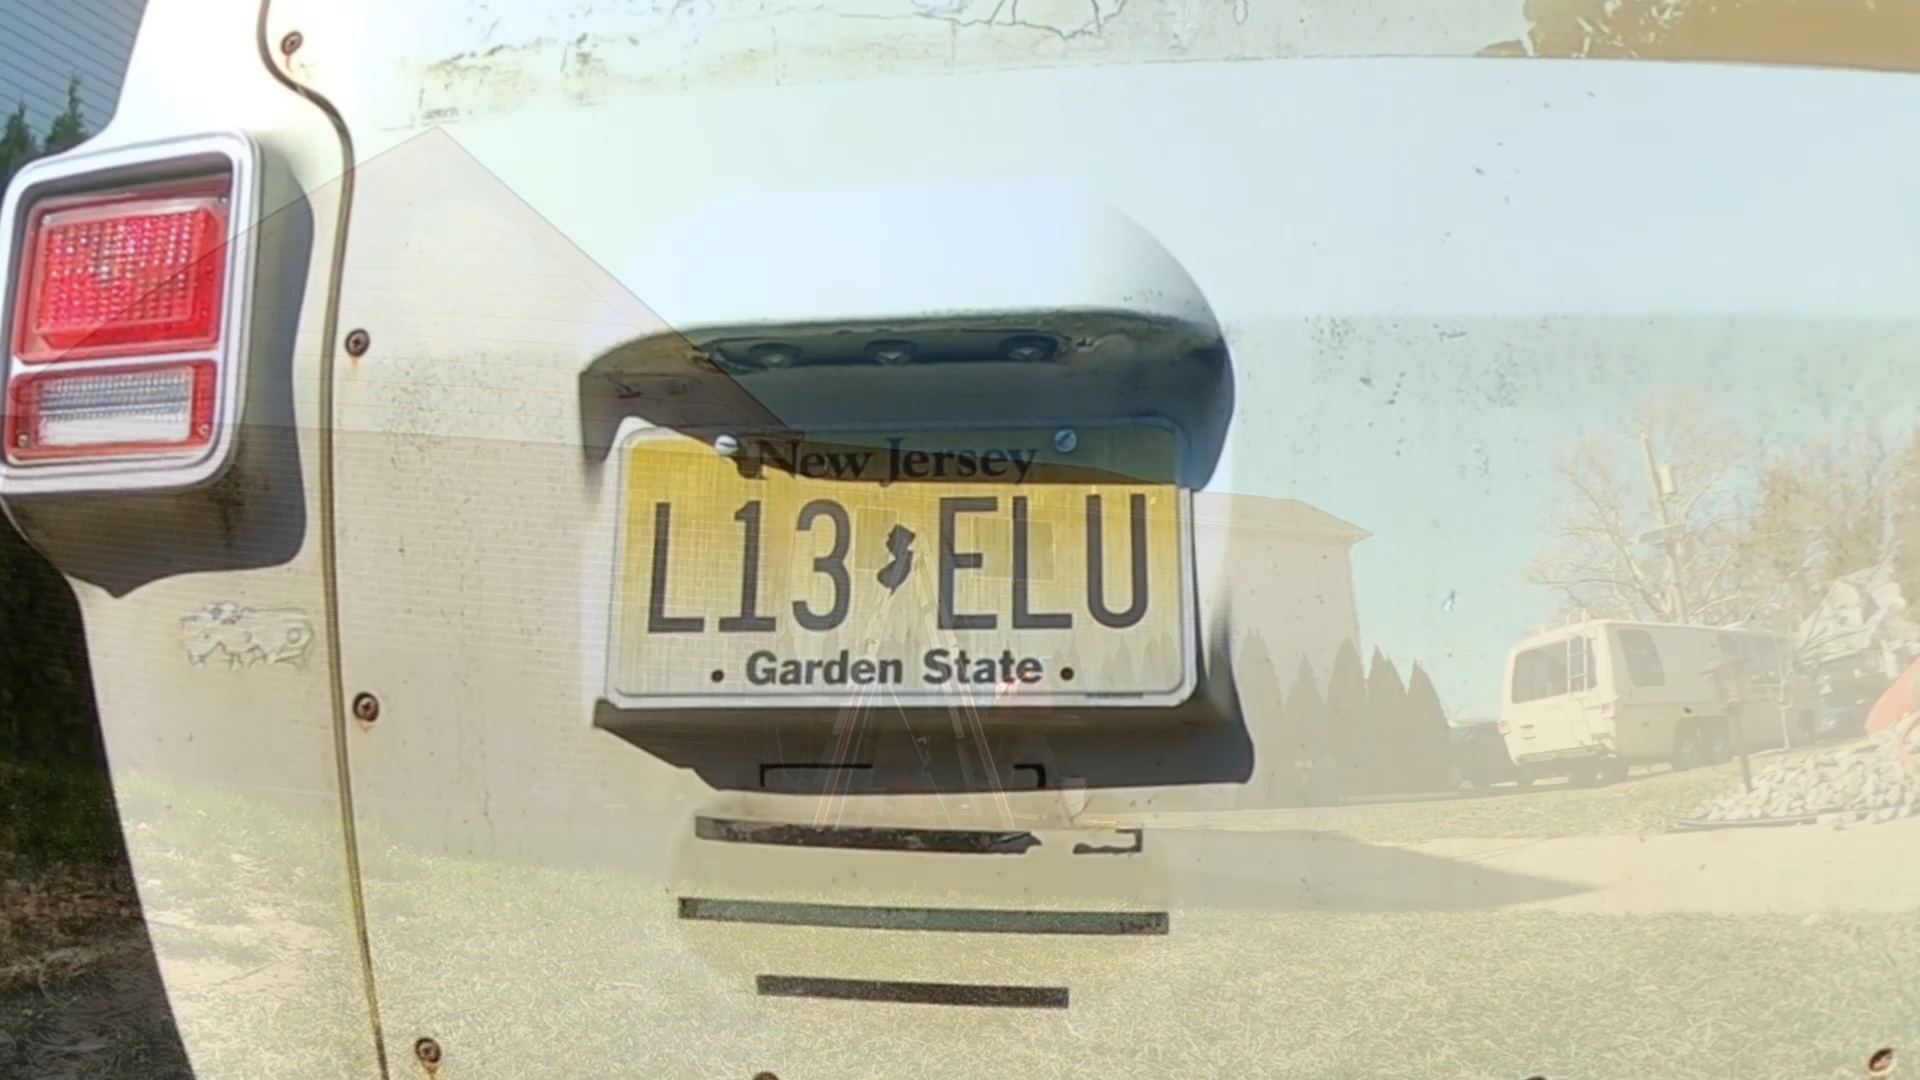 New Jersey
L13 ELU
• Garden State •